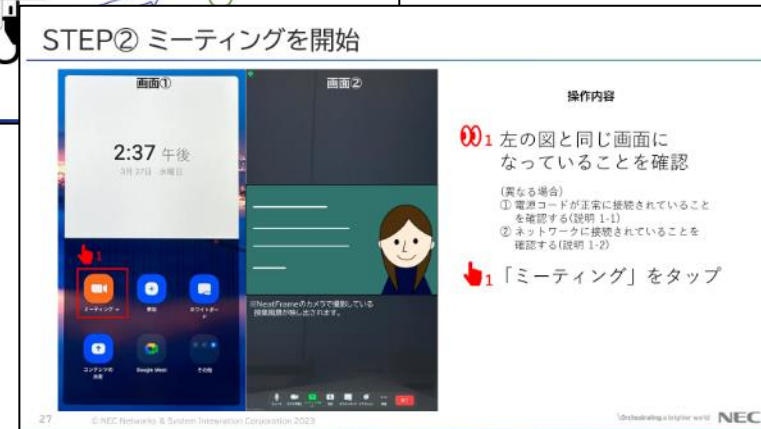 STEP② ミーティングを開始
画面①
画面②
2:37 午後
3月27日 水曜日
1
ミーティング
参加
ホワイトボー
ド
コンテンツの
共有
Google Meet
その他
※NeatFrameのカメラで撮影している
授業風景が映し出されます。
操作内容
1 左の図と同じ画面に
なっていることを確認
(異なる場合)
① 電源コードが正常に接続されていること
を確認する(説明 1-1)
② ネットワークに接続されていることを
確認する(説明 1-2)
1 「ミーティング」をタップ
27
© NEC Networks & System Integration Corporation 2023
\Orchestrating a brighter world
NEC